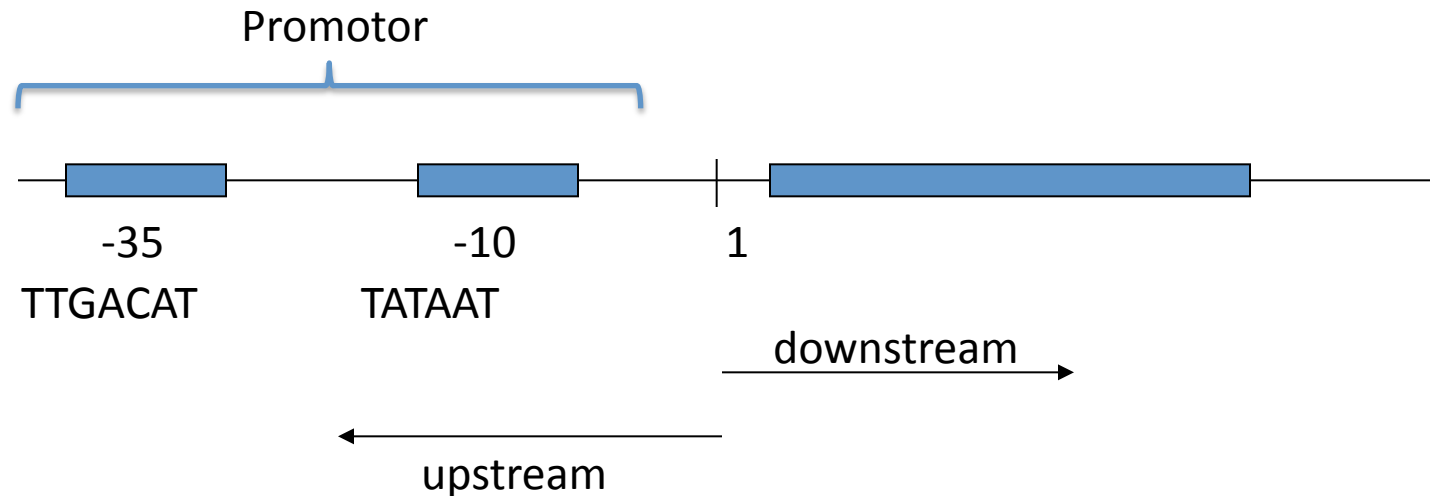 Promotor
-35 -10 1
TTGACAT TATAAT
downstream
upstream